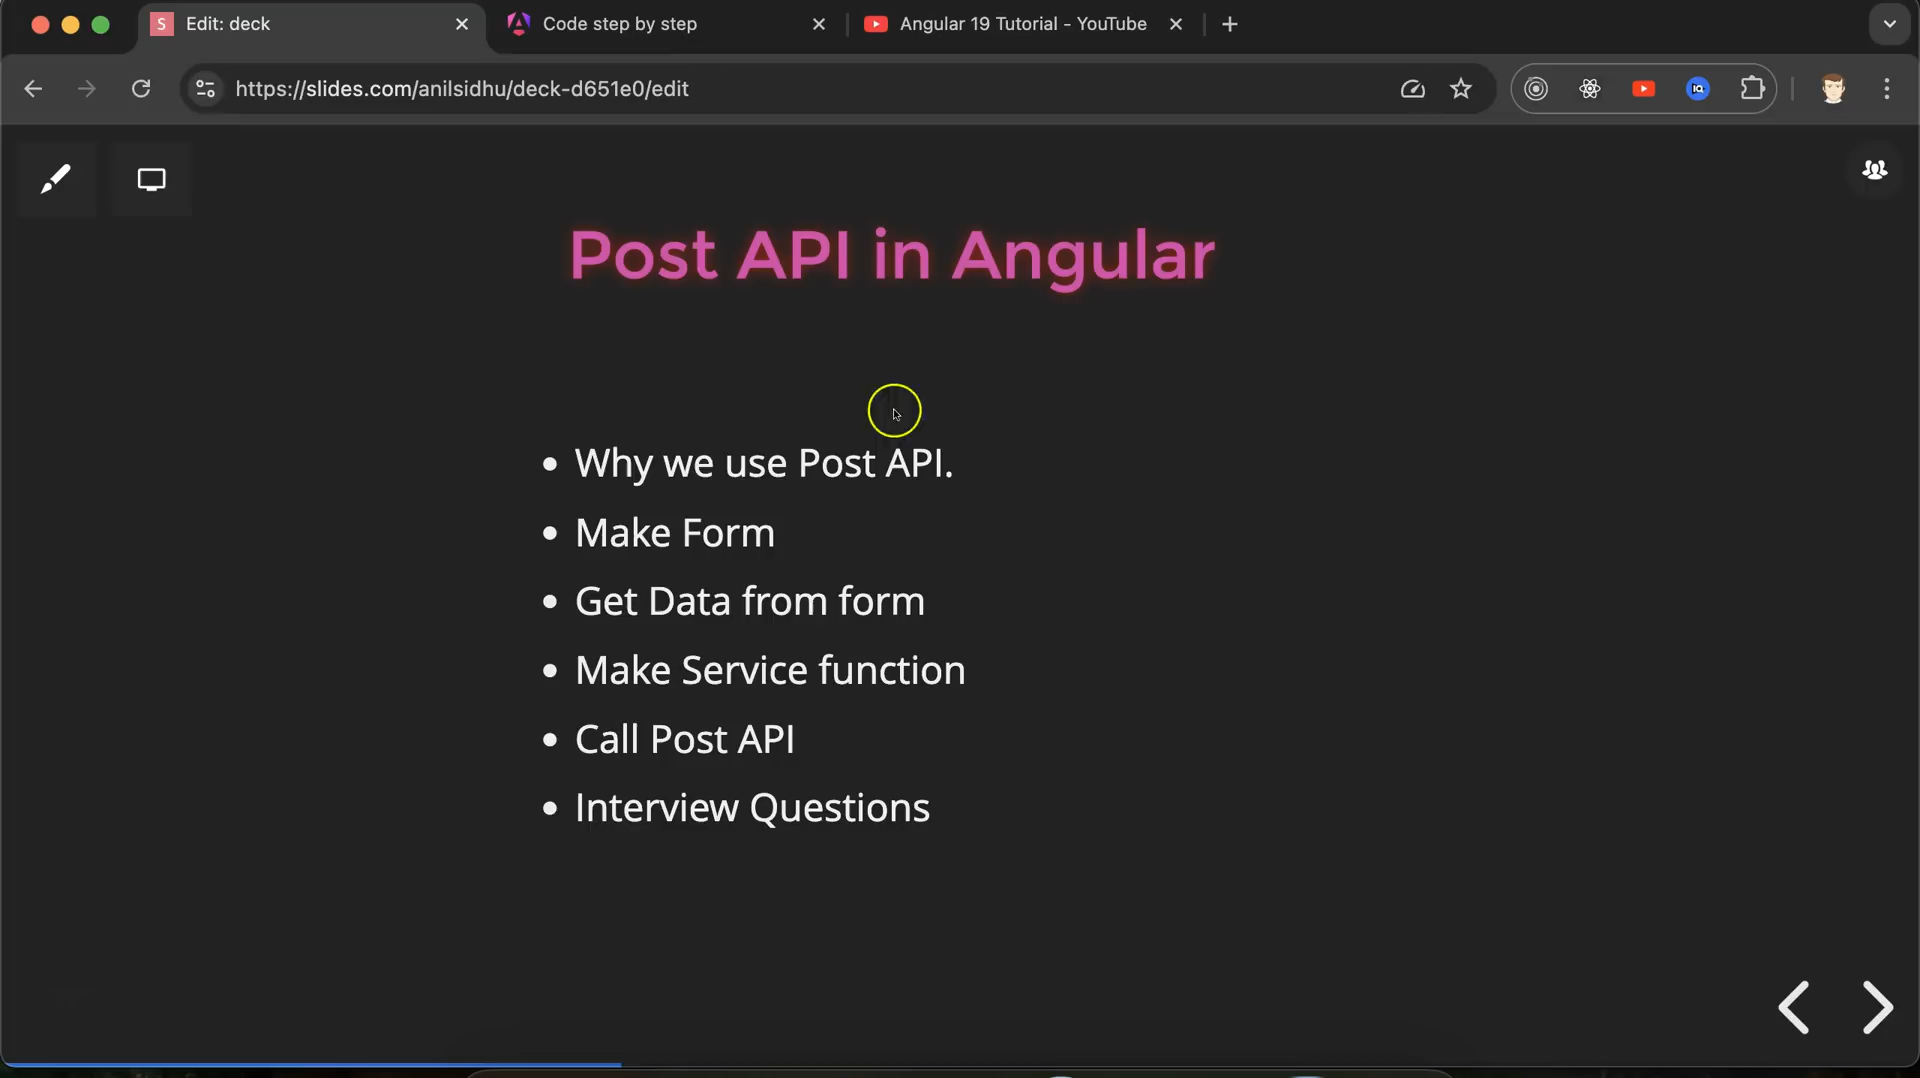 Edit: deck
Code step by step
Angular 19 Tutorial - YouTube
https://slides.com/anilsidhu/deck-d651e0/edit
Post API in Angular
Why we use Post API.
Make Form
Get Data from form
Make Service function
Call Post API
Interview Questions